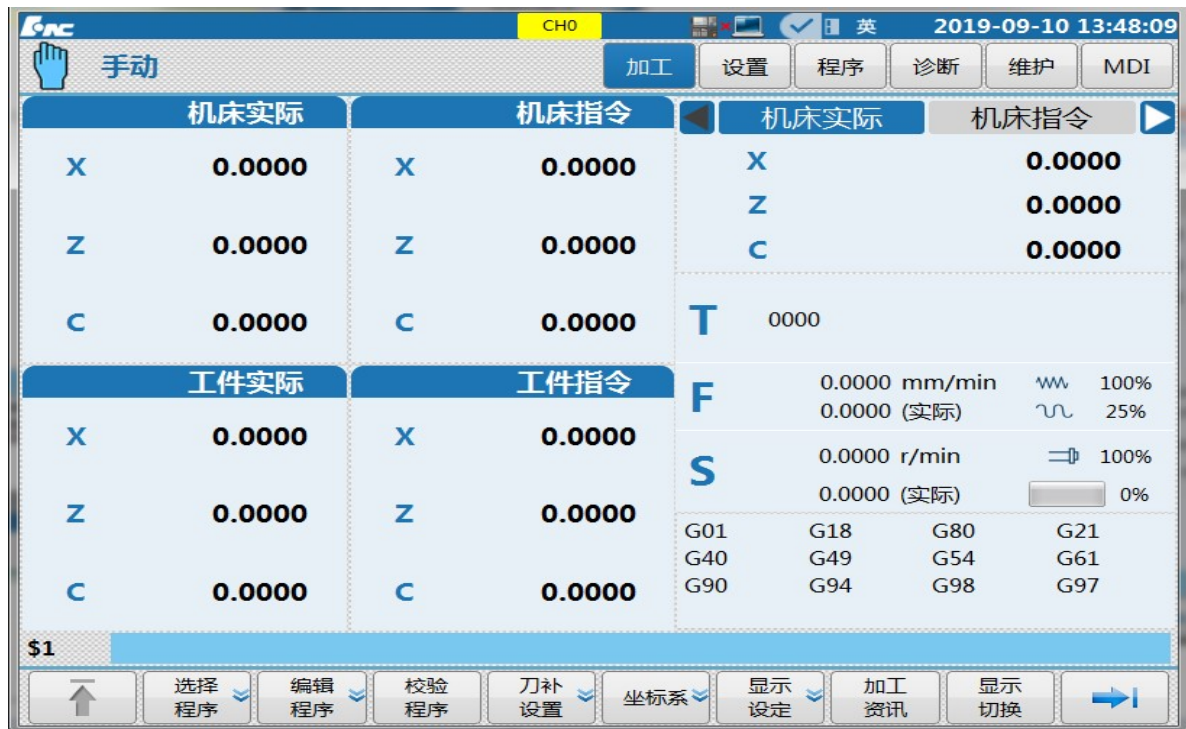 HNC CH0 英 2019-09-10 13:48:09
手动 加工 设置 程序 诊断 维护 MDI
机床实际
X 0.0000
Z 0.0000
C 0.0000
机床指令
X 0.0000
Z 0.0000
C 0.0000
工件实际
X 0.0000
Z 0.0000
C 0.0000
工件指令
X 0.0000
Z 0.0000
C 0.0000
机床实际 机床指令
X 0.0000
Z 0.0000
C 0.0000
T 0000
F 0.0000 mm/min 100%
0.0000 (实际) 25%
S 0.0000 r/min 100%
0.0000 (实际) 0%
G01 G18 G80 G21
G40 G49 G54 G61
G90 G94 G98 G97
$1
选择
程序
编辑
程序
校验
程序
刀补
设置
坐标系
显示
设定
加工
资讯
显示
切换